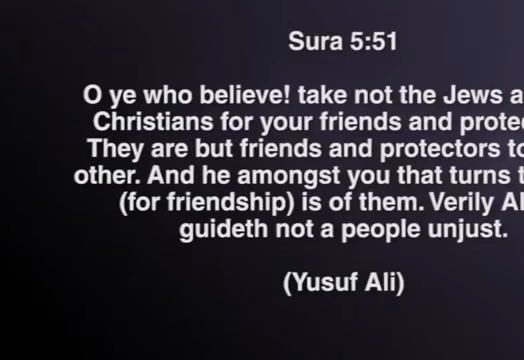 Sura 5:51
O ye who believe! take not the Jews a
Christians for your friends and prote
They are but friends and protectors to
other. And he amongst you that turns t
(for friendship) is of them. Verily Al
guideth not a people unjust.
(Yusuf Ali)